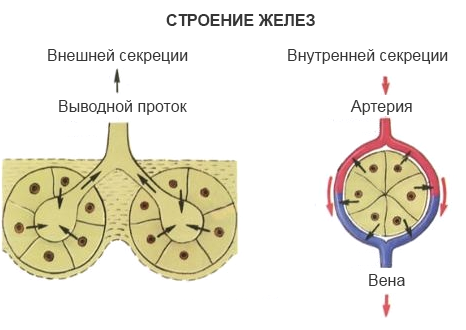 СТРОЕНИЕ ЖЕЛЕЗ
Внешней секреции
Внутренней секреции
Выводной проток
Артерия
Вена